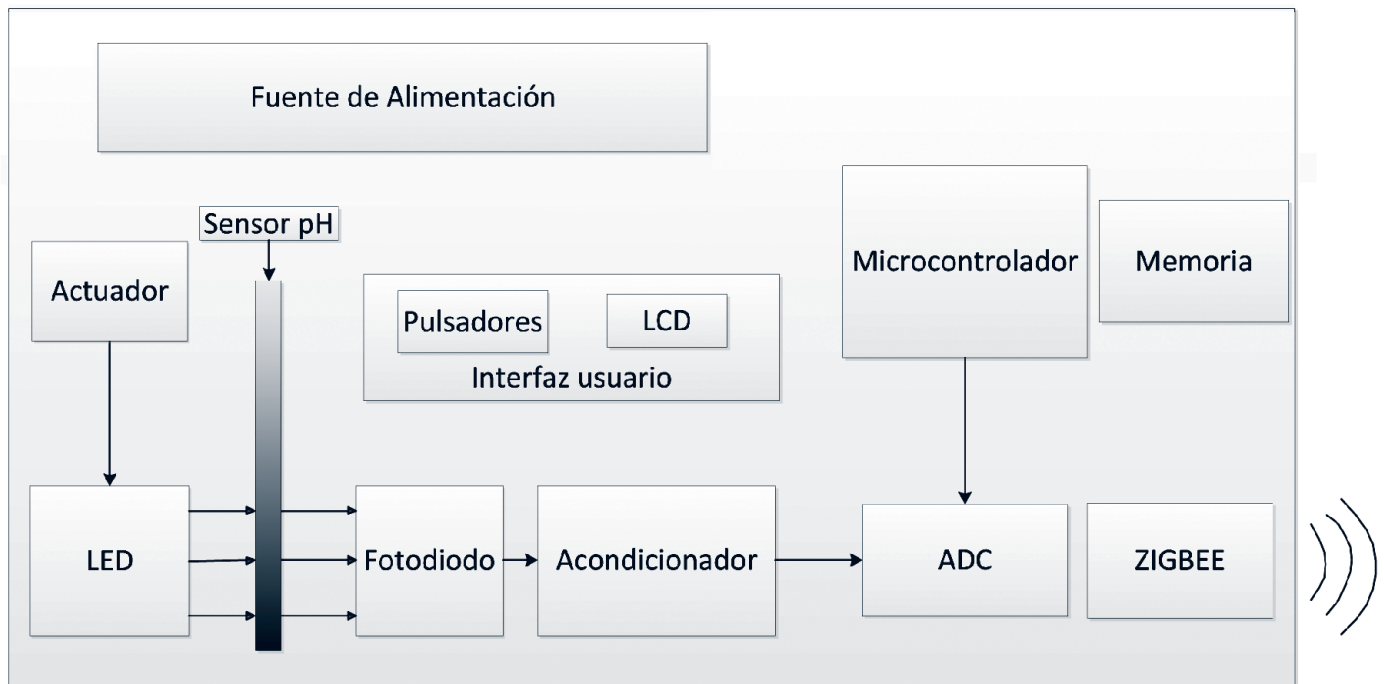 Fuente de Alimentación
Sensor pH
Actuador
Pulsadores
LCD
Interfaz usuario
Microcontrolador
Memoria
LED
Fotodiodo
Acondicionador
ADC
ZIGBEE